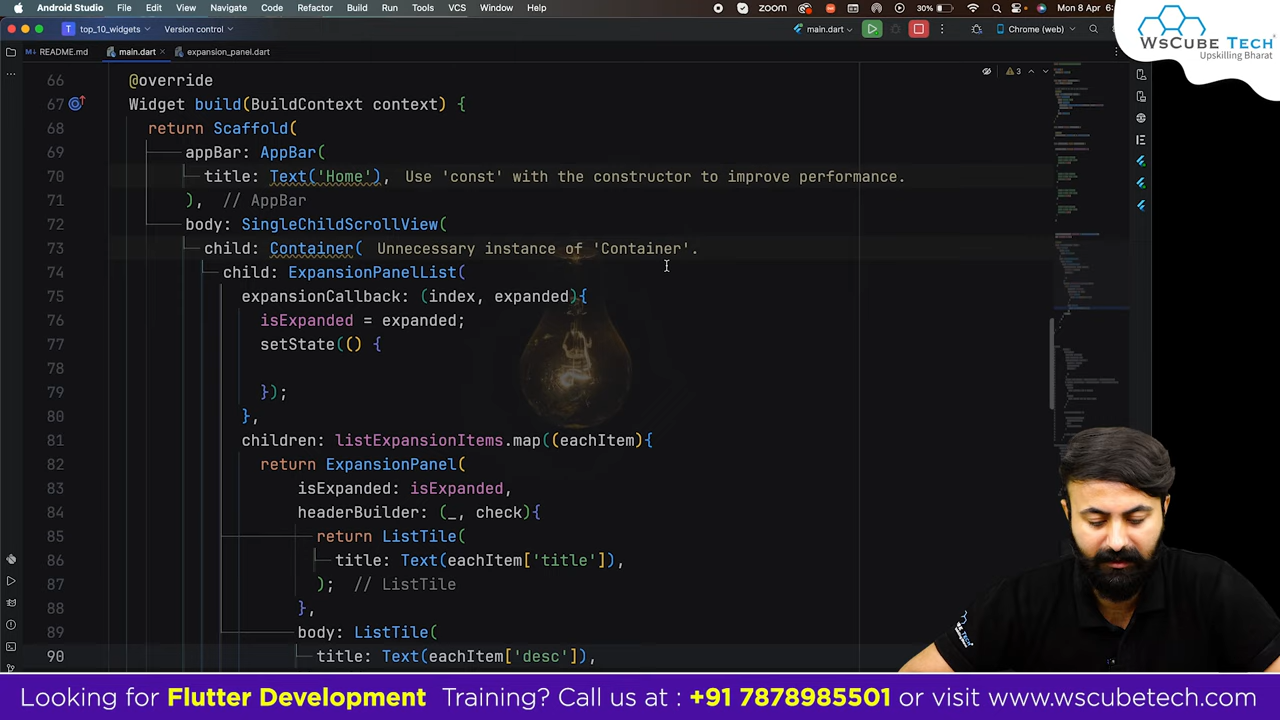 Android Studio File Edit View Navigate Code Refactor Build Run Tools VCS Window Help zoom 30% Mon 8 Apr 6:
T top_10_widgets Version control main.dart Chrome (web)
README.md main.dart expansion_panel.dart
WsCube Tech
Upskilling Bharat
3
66 @override
67 Widget build(BuildContext context) {
68 return Scaffold(
69 appBar: AppBar(
70 title: Text('Home'), Use 'const' with the constructor to improve performance.
71 ), // AppBar
72 body: SingleChildScrollView(
73 child: Container( Unnecessary instance of 'Container'.
74 child: ExpansionPanelList(
75 expansionCallback: (index, expanded){
76 isExpanded = expanded;
77 setState(() {
78
79 });
80 },
81 children: listExpansionItems.map((eachItem){
82 return ExpansionPanel(
83 isExpanded: isExpanded,
84 headerBuilder: (_, check){
85 return ListTile(
86 title: Text(eachItem['title']),
87 ); // ListTile
88 },
89 body: ListTile(
90 title: Text(eachItem['desc']),
Looking for Flutter Development Training? Call us at : +91 7878985501 or visit www.wscubetech.com